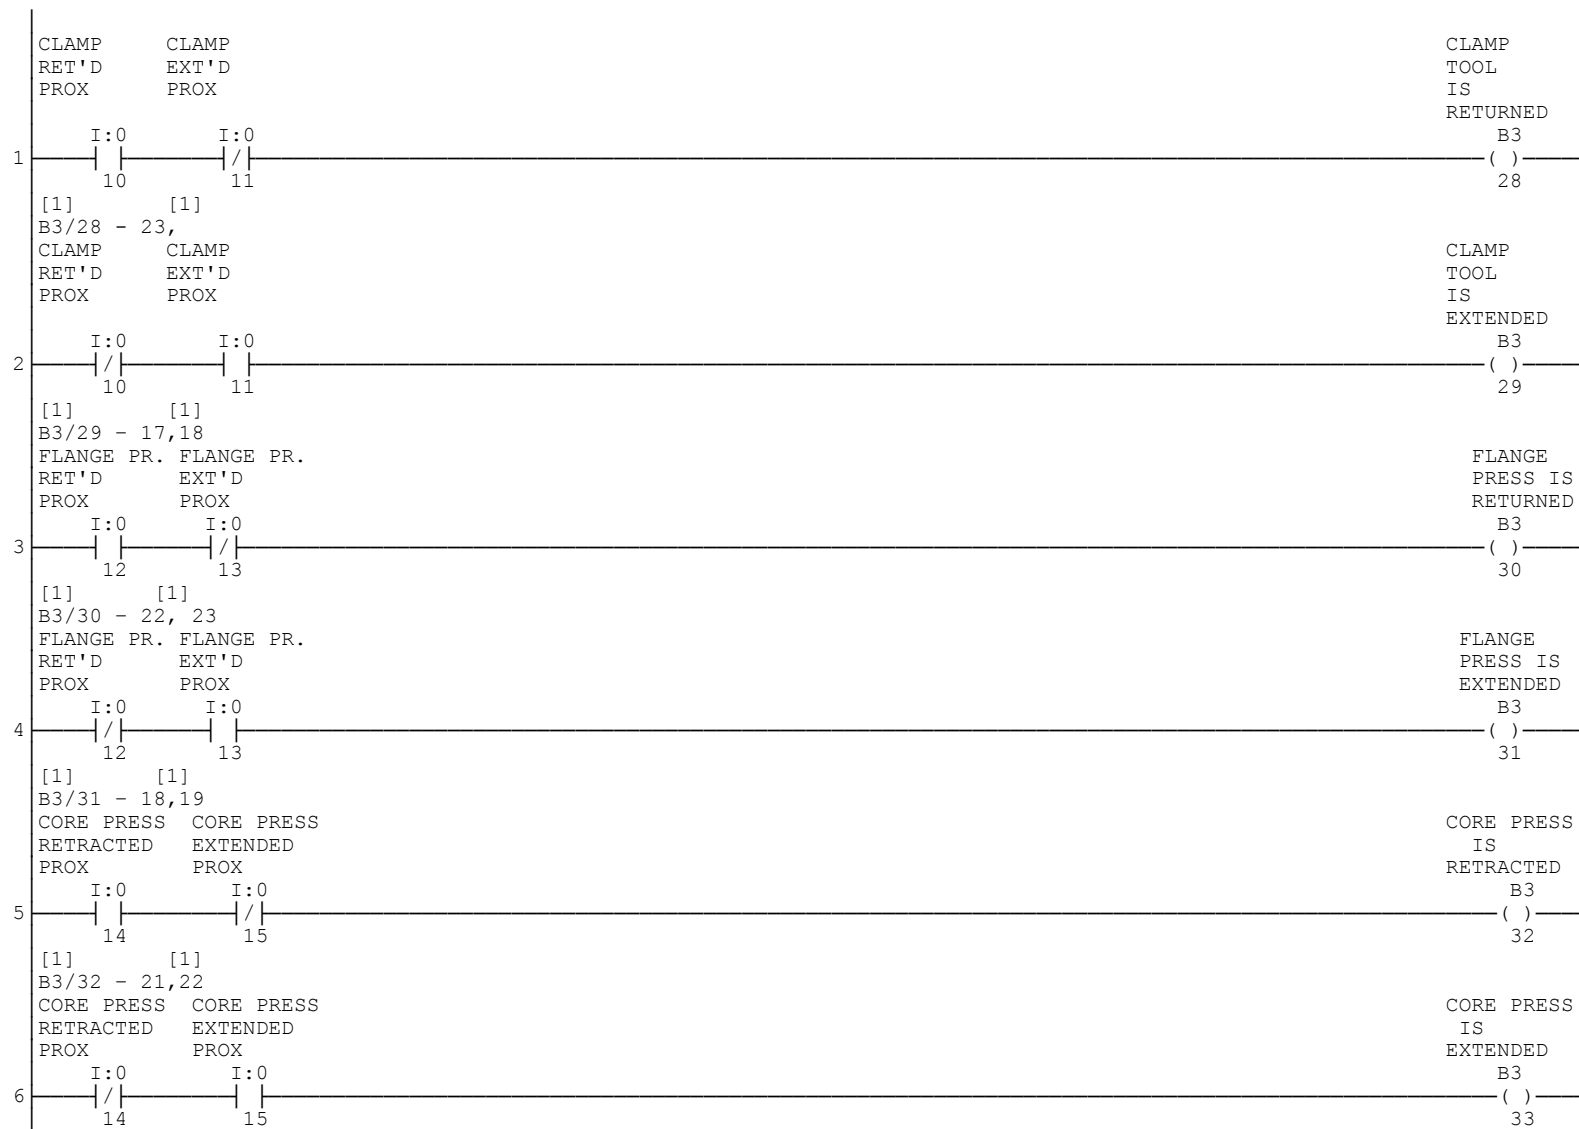 CLAMP CLAMP CLAMP
RET'D EXT'D TOOL
PROX PROX IS
RETURNED
I:0 I:0 B3
1 ] [ ]/[ ( )
10 11 28
[1] [1]
B3/28 - 23,
CLAMP CLAMP CLAMP
RET'D EXT'D TOOL
PROX PROX IS
EXTENDED
I:0 I:0 B3
2 ]/[ ] [ ( )
10 11 29
[1] [1]
B3/29 - 17,18
FLANGE PR. FLANGE PR. FLANGE
RET'D EXT'D PRESS IS
PROX PROX RETURNED
I:0 I:0 B3
3 ] [ ]/[ ( )
12 13 30
[1] [1]
B3/30 - 22, 23
FLANGE PR. FLANGE PR. FLANGE
RET'D EXT'D PRESS IS
PROX PROX EXTENDED
I:0 I:0 B3
4 ]/[ ] [ ( )
12 13 31
[1] [1]
B3/31 - 18,19
CORE PRESS CORE PRESS CORE PRESS
RETRACTED EXTENDED IS
PROX PROX RETRACTED
I:0 I:0 B3
5 ] [ ]/[ ( )
14 15 32
[1] [1]
B3/32 - 21,22
CORE PRESS CORE PRESS CORE PRESS
RETRACTED EXTENDED IS
PROX PROX EXTENDED
I:0 I:0 B3
6 ]/[ ] [ ( )
14 15 33